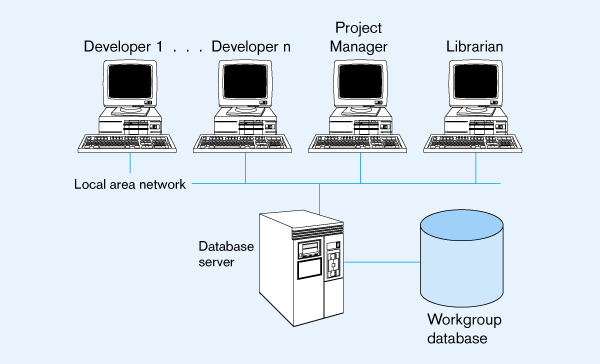 Developer 1 . . . Developer n
Project
Manager
Librarian
Local area network
Database
server
Workgroup
database